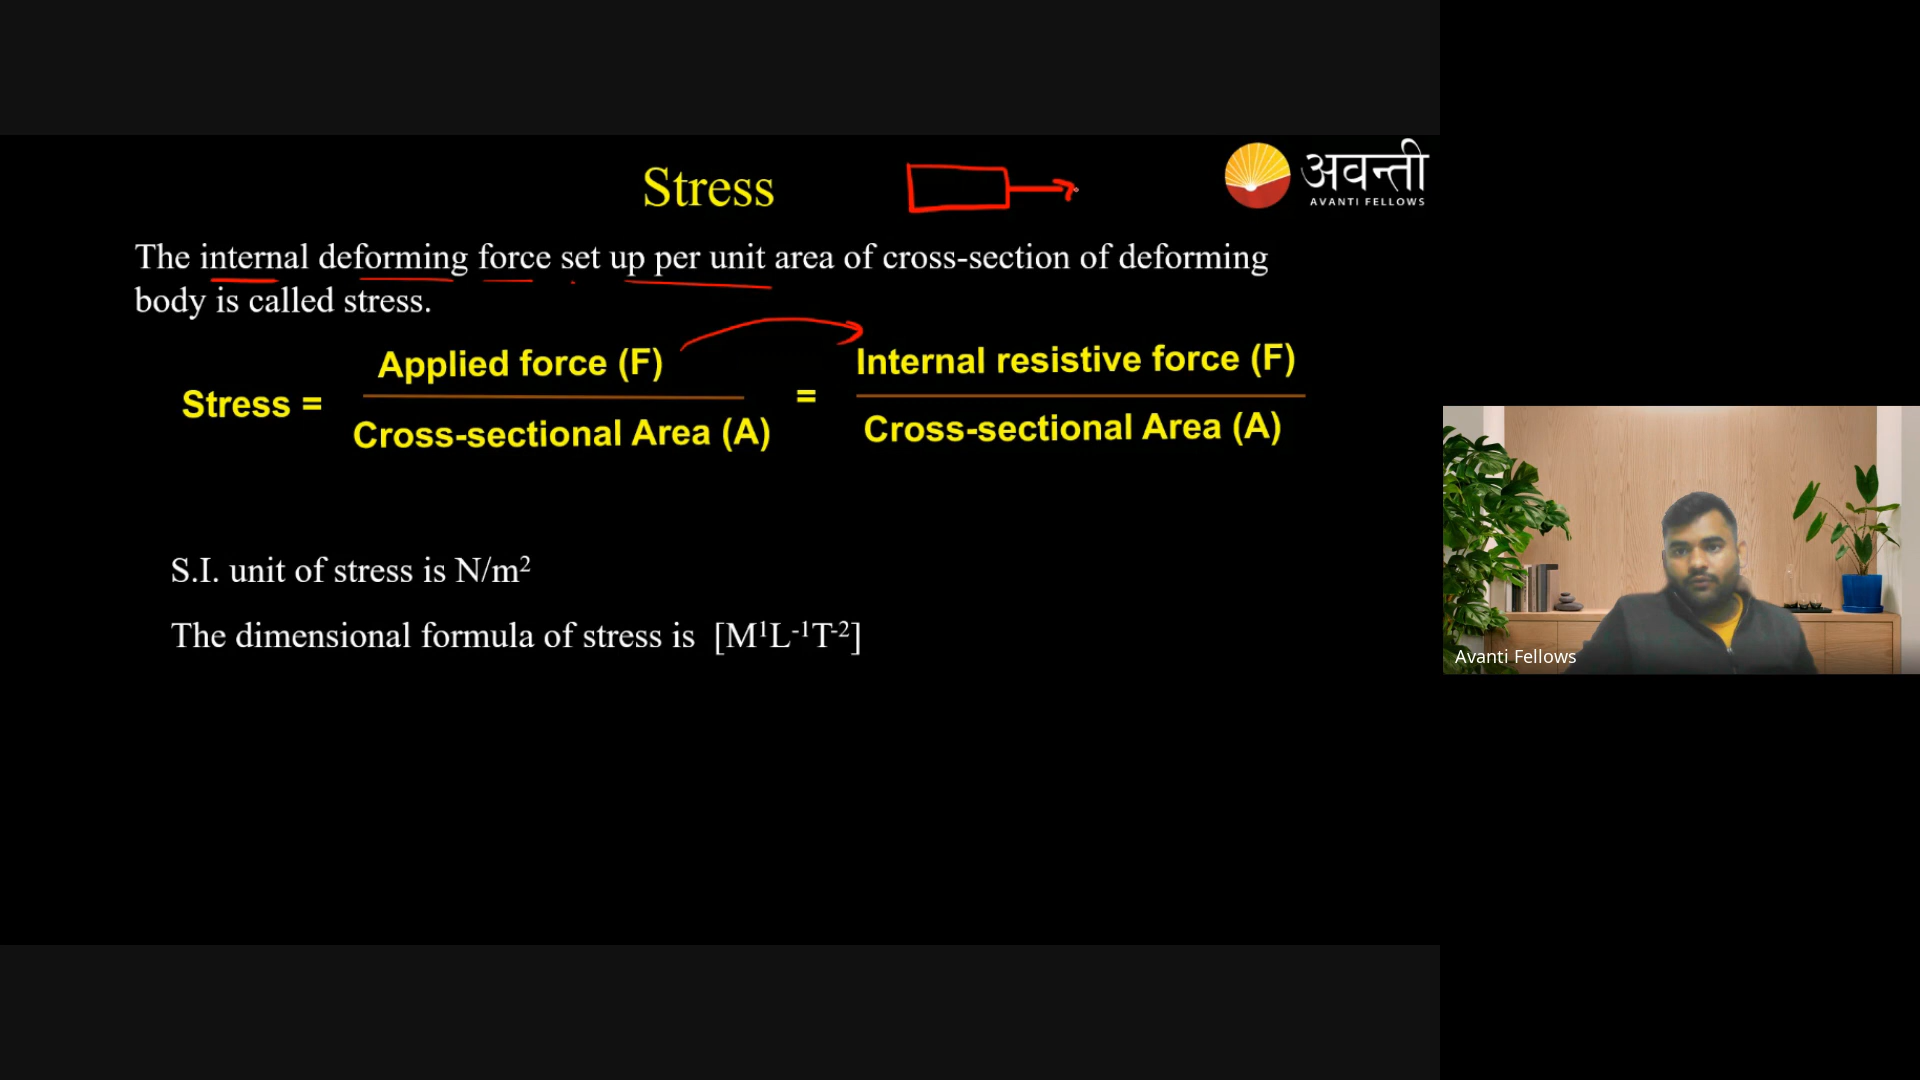 Stress
अवन्ती
AVANTI FELLOWS
The internal deforming force set up per unit area of cross-section of deforming
body is called stress.
Stress = Applied force (F) / Cross-sectional Area (A) = Internal resistive force (F) / Cross-sectional Area (A)
S.I. unit of stress is N/m²
The dimensional formula of stress is [M¹L⁻¹T⁻²]
Avanti Fellows